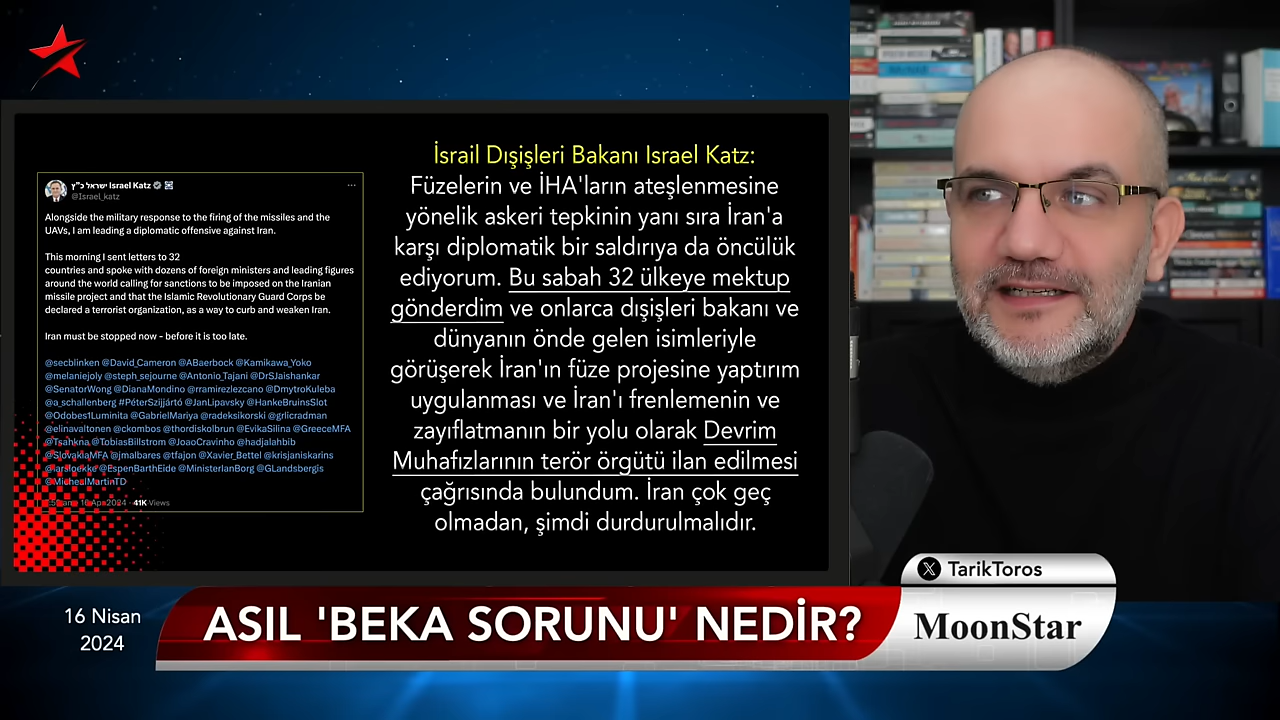 ישראל כ"ץ Israel Katz
@Israel_katz
Alongside the military response to the firing of the missiles and the
UAVs, I am leading a diplomatic offensive against Iran.
This morning I sent letters to 32
countries and spoke with dozens of foreign ministers and leading figures
around the world calling for sanctions to be imposed on the Iranian
missile project and that the Islamic Revolutionary Guard Corps be
declared a terrorist organization, as a way to curb and weaken Iran.
Iran must be stopped now - before it is too late.
@secblinken @David_Cameron @ABaerbock @Kamikawa_Yoko
@melaniejoly @steph_sejourne @Antonio_Tajani @DrSJaishankar
@SenatorWong @DianaMondino @rramirezlezcano @DmytroKuleba
@a_schallenberg #PéterSzijjártó @JanLipavsky @HankeBruinsSlot
@Odobes1Luminita @GabrielMariya @radeksikorski @grlicradman
@elinavaltonen @ckombos @thordiskolbrun @EvikaSilina @GreeceMFA
@Tsahkna @TobiasBillstrom @JoaoCravinho @hadjalahbib
@SlovakiaMFA @jmalbares @tfajon @Xavier_Bettel @krisjaniskarins
@larsloekke @EspenBarthEide @MinisterIanBorg @GLandsbergis
@MichealMartinTD
16 Apr 2024 · 41K Views
İsrail Dışişleri Bakanı Israel Katz:
Füzelerin ve İHA'ların ateşlenmesine
yönelik askeri tepkinin yanı sıra İran'a
karşı diplomatik bir saldırıya da öncülük
ediyorum. Bu sabah 32 ülkeye mektup
gönderdim ve onlarca dışişleri bakanı ve
dünyanın önde gelen isimleriyle
görüşerek İran'ın füze projesine yaptırım
uygulanması ve İran'ı frenlemenin ve
zayıflatmanın bir yolu olarak Devrim
Muhafızlarının terör örgütü ilan edilmesi
çağrısında bulundum. İran çok geç
olmadan, şimdi durdurulmalıdır.
TarikToros
MoonStar
16 Nisan
2024
ASIL 'BEKA SORUNU' NEDİR?